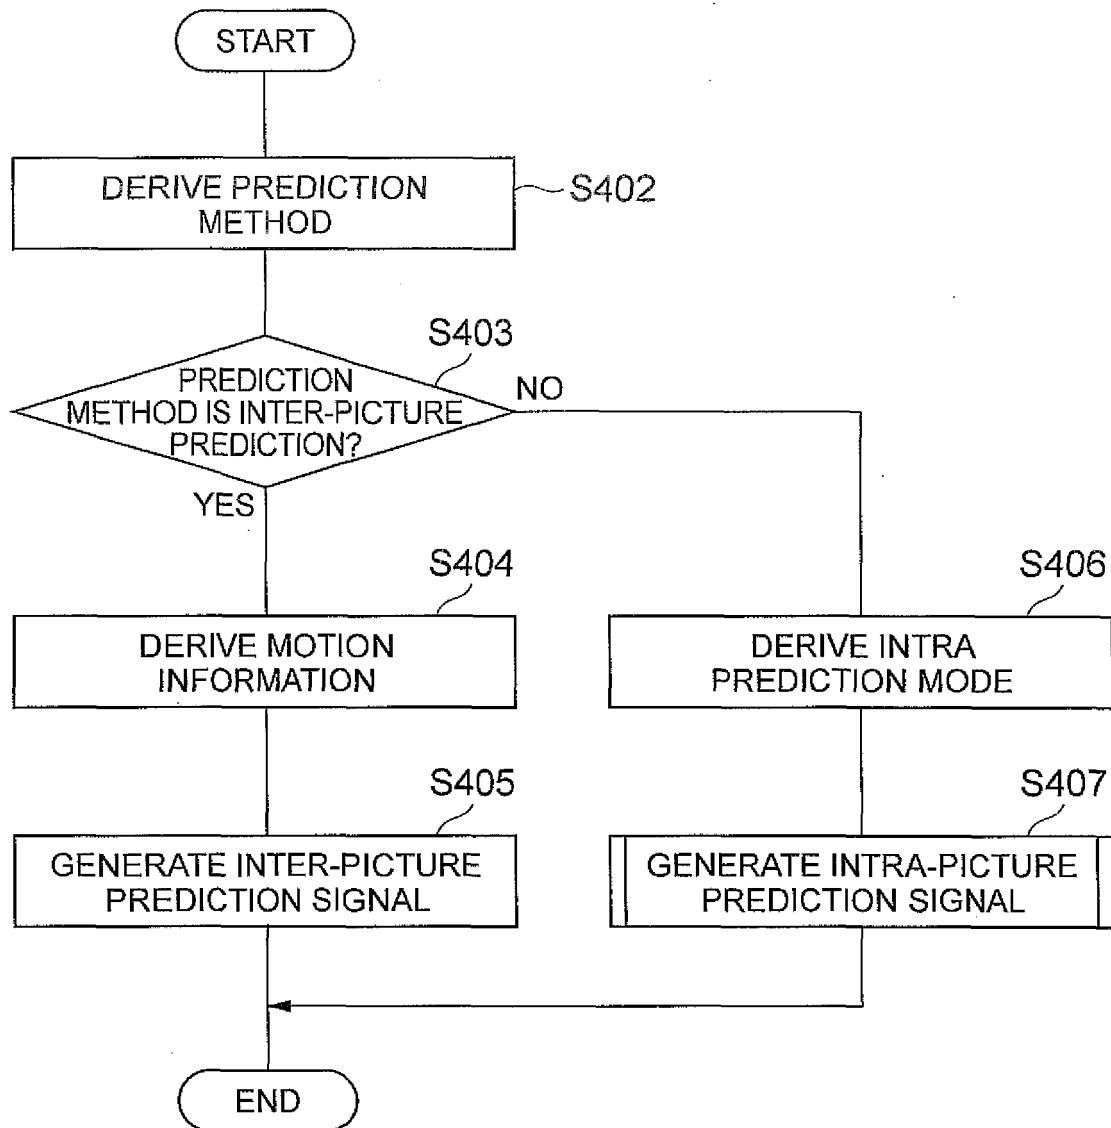 START
DERIVE PREDICTION
METHOD
S402
S403
PREDICTION
METHOD IS INTER-PICTURE
PREDICTION?
NO
YES
S404
DERIVE MOTION
INFORMATION
S406
DERIVE INTRA
PREDICTION MODE
S405
GENERATE INTER-PICTURE
PREDICTION SIGNAL
S407
GENERATE INTRA-PICTURE
PREDICTION SIGNAL
END